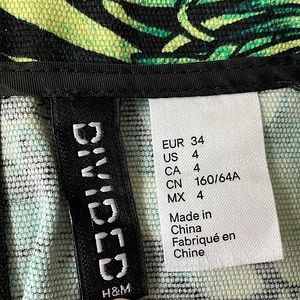 DIVIDED
H&M
EUR 34
US 4
CA 4
CN 160/64A
MX 4
Made in
China
Fabriqué en
Chine